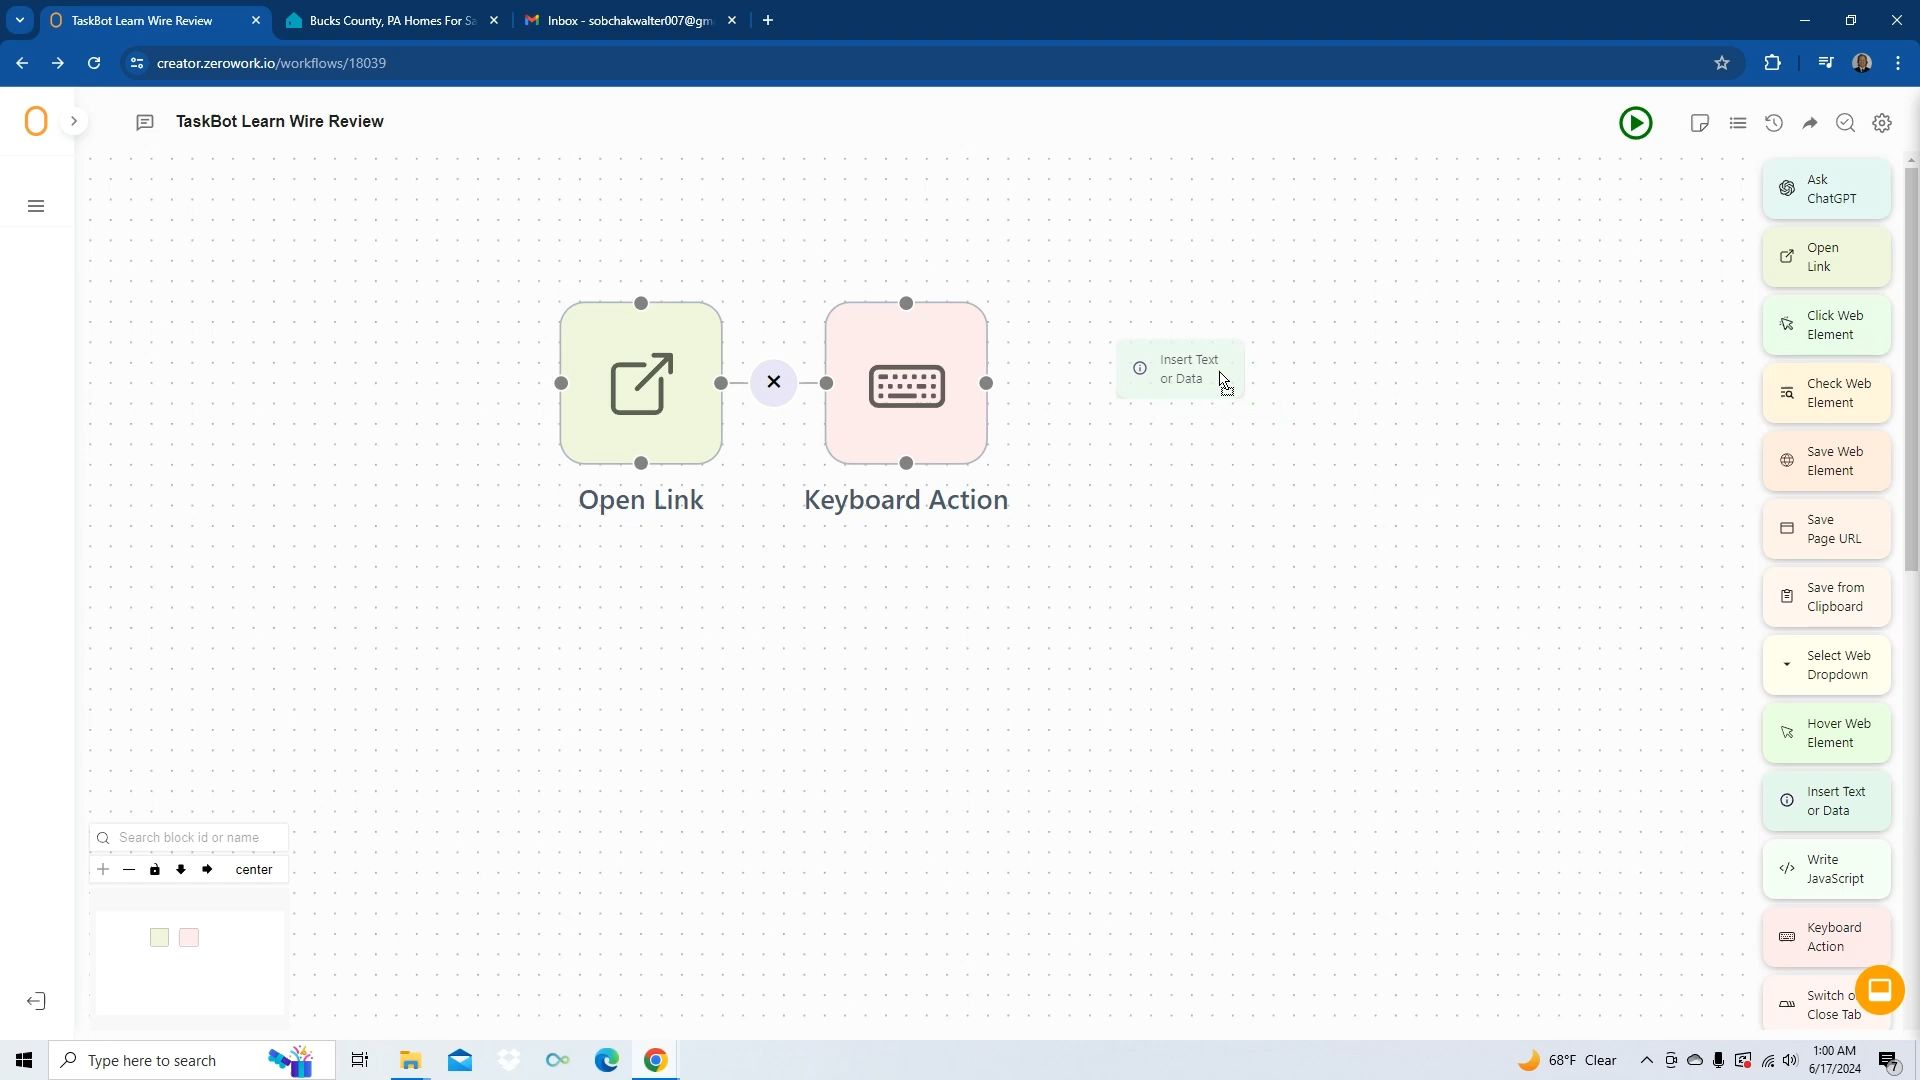 TaskBot Learn Wire Review
Bucks County, PA Homes For Sa
Inbox - sobchakwalter007@gm
creator.zerowork.io/workflows/18039
TaskBot Learn Wire Review
Ask
ChatGPT
Open
Link
Click Web
Element
Insert Text
or Data
Check Web
Element
Save Web
Element
Open Link
Keyboard Action
Save
Page URL
Save from
Clipboard
Select Web
Dropdown
Hover Web
Element
Insert Text
or Data
Search block id or name
center
Write
JavaScript
Keyboard
Action
Switch o
Close Tab
Type here to search
68°F Clear
1:00 AM
6/17/2024
7